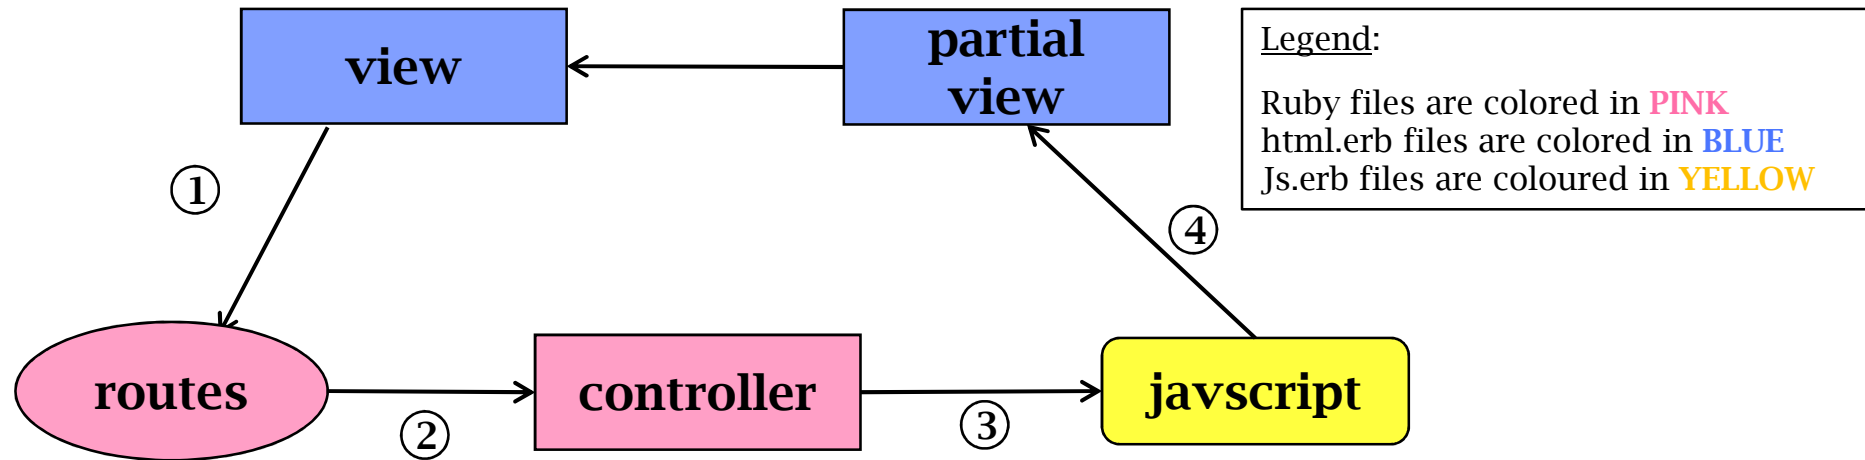 view
partial
view
Legend:
Ruby files are colored in PINK
html.erb files are colored in BLUE
Js.erb files are coloured in YELLOW
1
4
routes
controller
javscript
2
3